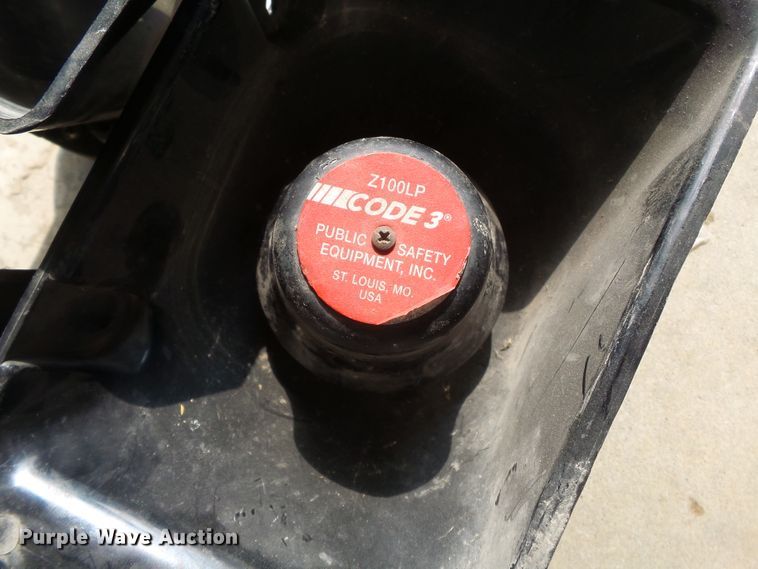 Z100LP
CODE 3®
PUBLIC SAFETY
EQUIPMENT, INC.
ST. LOUIS, MO.
USA
Purple Wave Auction